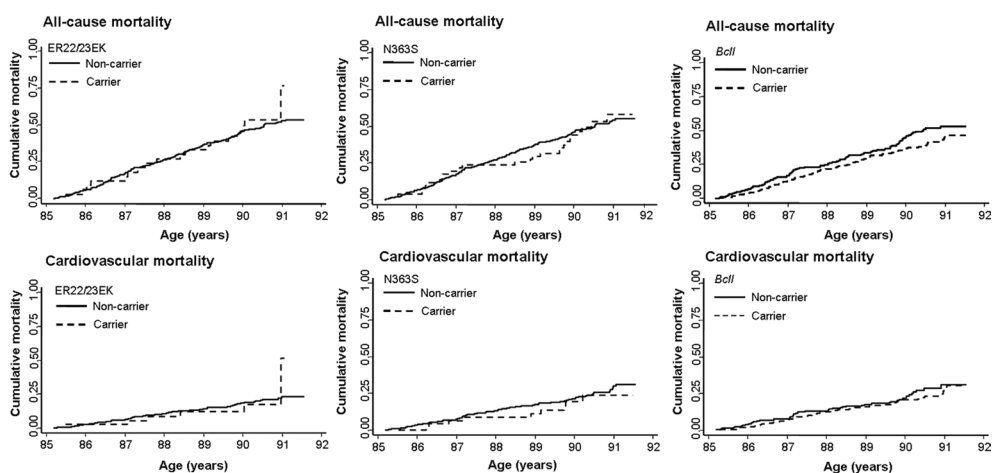 All-cause mortality
ER22/23EK
Non-carrier
Carrier
Cumulative mortality
0.00 0.25 0.50 0.75 1.00
85 86 87 88 89 90 91 92
Age (years)
All-cause mortality
N363S
Non-carrier
Carrier
Cumulative mortality
0.00 0.25 0.50 0.75 1.00
85 86 87 88 89 90 91 92
Age (years)
All-cause mortality
BclI
Non-carrier
Carrier
Cumulative mortality
0.00 0.25 0.50 0.75 1.00
85 86 87 88 89 90 91 92
Age (years)
Cardiovascular mortality
ER22/23EK
Non-carrier
Carrier
Cumulative mortality
0.00 0.25 0.50 0.75 1.00
85 86 87 88 89 90 91 92
Age (years)
Cardiovascular mortality
N363S
Non-carrier
Carrier
Cumulative mortality
0.00 0.25 0.50 0.75 1.00
85 86 87 88 89 90 91 92
Age (years)
Cardiovascular mortality
BclI
Non-carrier
Carrier
Cumulative mortality
0.00 0.25 0.50 0.75 1.00
85 86 87 88 89 90 91 92
Age (years)